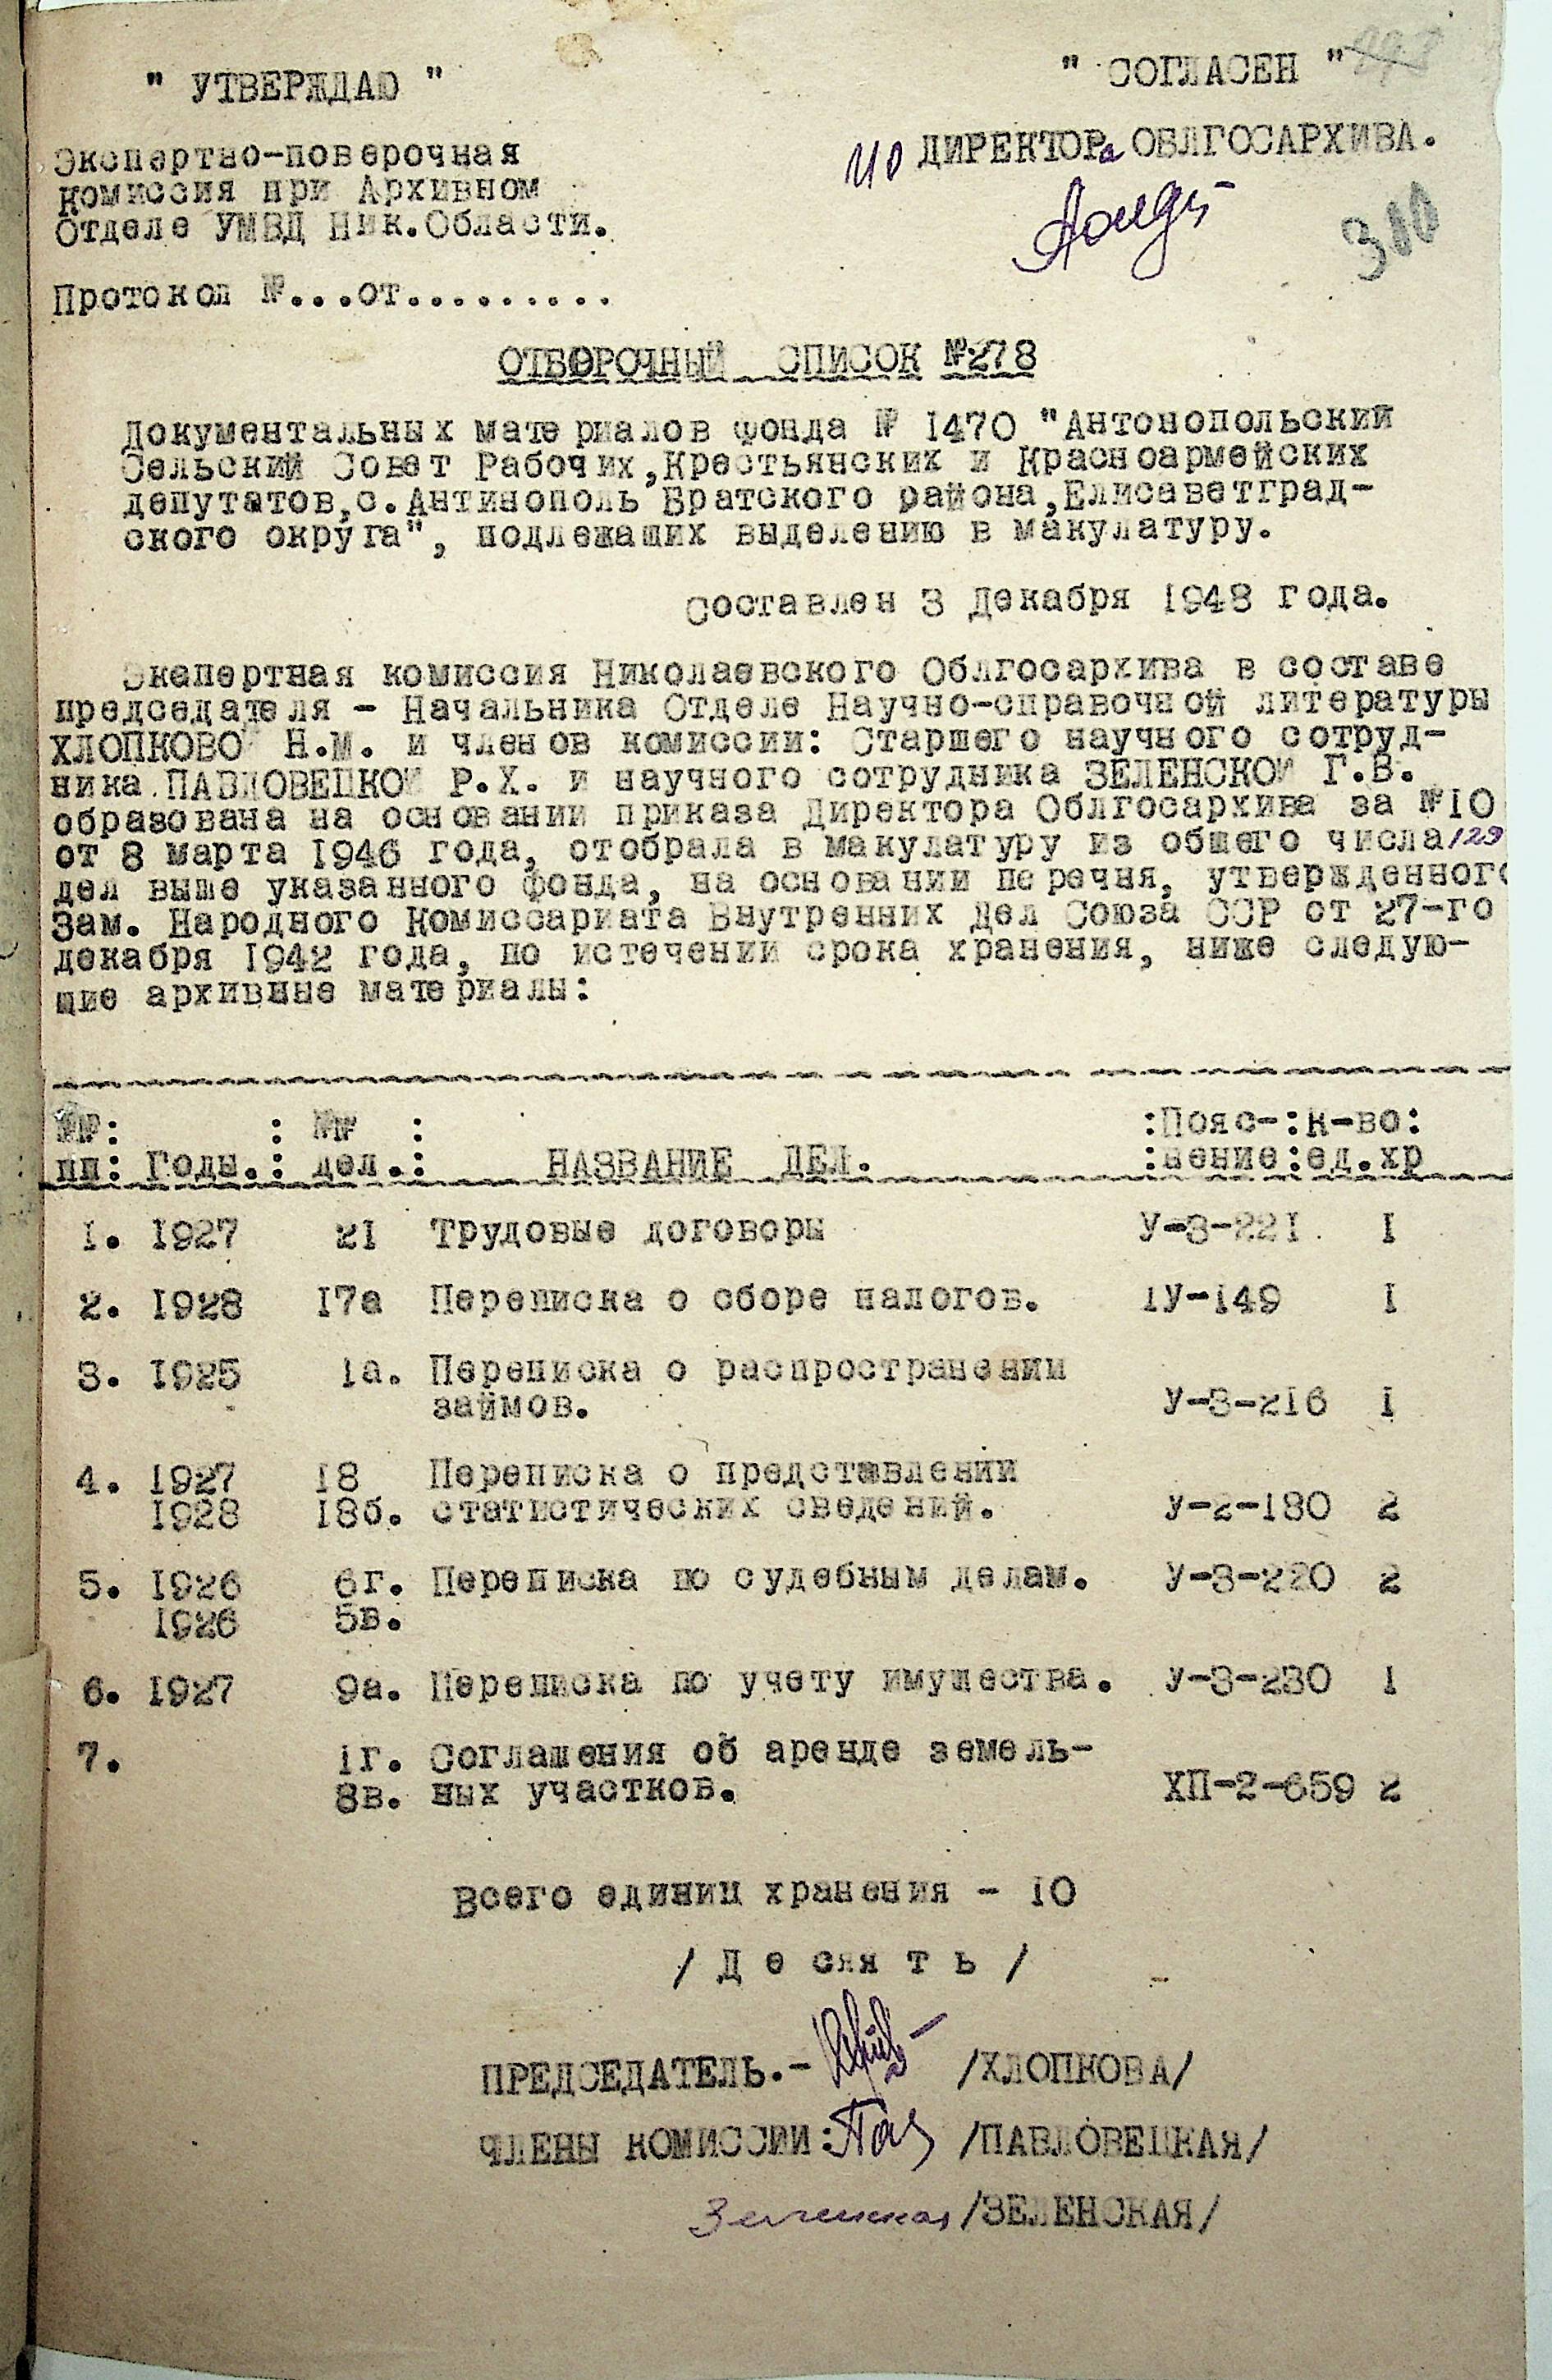 " УТВЕРЖДАЮ "
" СОГЛАСЕН "
Экспертно-поверочная
комиссия при Архивном
Отделе УМВД Ник.Области.
ИО ДИРЕКТОРа ОБЛГОСАРХИВА.
310
Протокол №...от.........
ОТБОРОЧНЫЙ СПИСОК №278
Документальных материалов фонда № 1470 "Антонопольский
Сельский Совет Рабочих,Крестьянских и Красноармейских
депутатов,с.Антинополь Братского района,Елисаветград-
ского округа", подлежащих выделению в макулатуру.
Составлен 3 Декабря 1948 года.
Экспертная комиссия Николаевского Облгосархива в составе
председателя - Начальника Отделе Научно-справочной литературы
ХЛОПКОВОЙ Н.М. и членов комиссии: Старшего научного сотруд-
ника ПАВЛОВЕЦКОЙ Р.Х. и научного сотрудника ЗЕЛЕНСКОЙ Г.В.
образована на основании приказа Директора Облгосархива за №10
от 8 марта 1946 года, отобрала в макулатуру из общего числа 129
дел выше указанного фонда, на основании перечня, утвержденного
Зам. Народного Комиссариата Внутренних Дел Союза ССР от 27-го
декабря 1942 года, по истечении срока хранения, ниже следую-
щие архивные материалы:
№№: : №№ : :Пояс-:К-во:
пп: Годы.: дел.: НАЗВАНИЕ ДЕЛ. :нение:ед.хр
1. 1927 21 Трудовые договоры У-3-221. 1
2. 1928 17а Переписка о сборе налогов. 1У-149 1
3. 1925 1а. Переписка о распространении
займов. У-3-216 1
4. 1927 18 Переписка о представлении
1928 18б. статистических сведений. У-2-180 2
5. 1926 6г. Переписка по судебным делам. У-3-220 2
1926 5в.
6. 1927 9а. Переписка по учету имущества. У-3-230 1
7. 1г. Соглашения об аренде земель-
8в. ных участков. ХП-2-659 2
Всего единиц хранения - 10
/ Д е сят ь /
ПРЕДСЕДАТЕЛЬ.- /ХЛОПКОВА/
ЧЛЕНЫ КОМИССИИ: Пав /ПАВЛОВЕЦКАЯ/
Зеленская /ЗЕЛЕНСКАЯ/